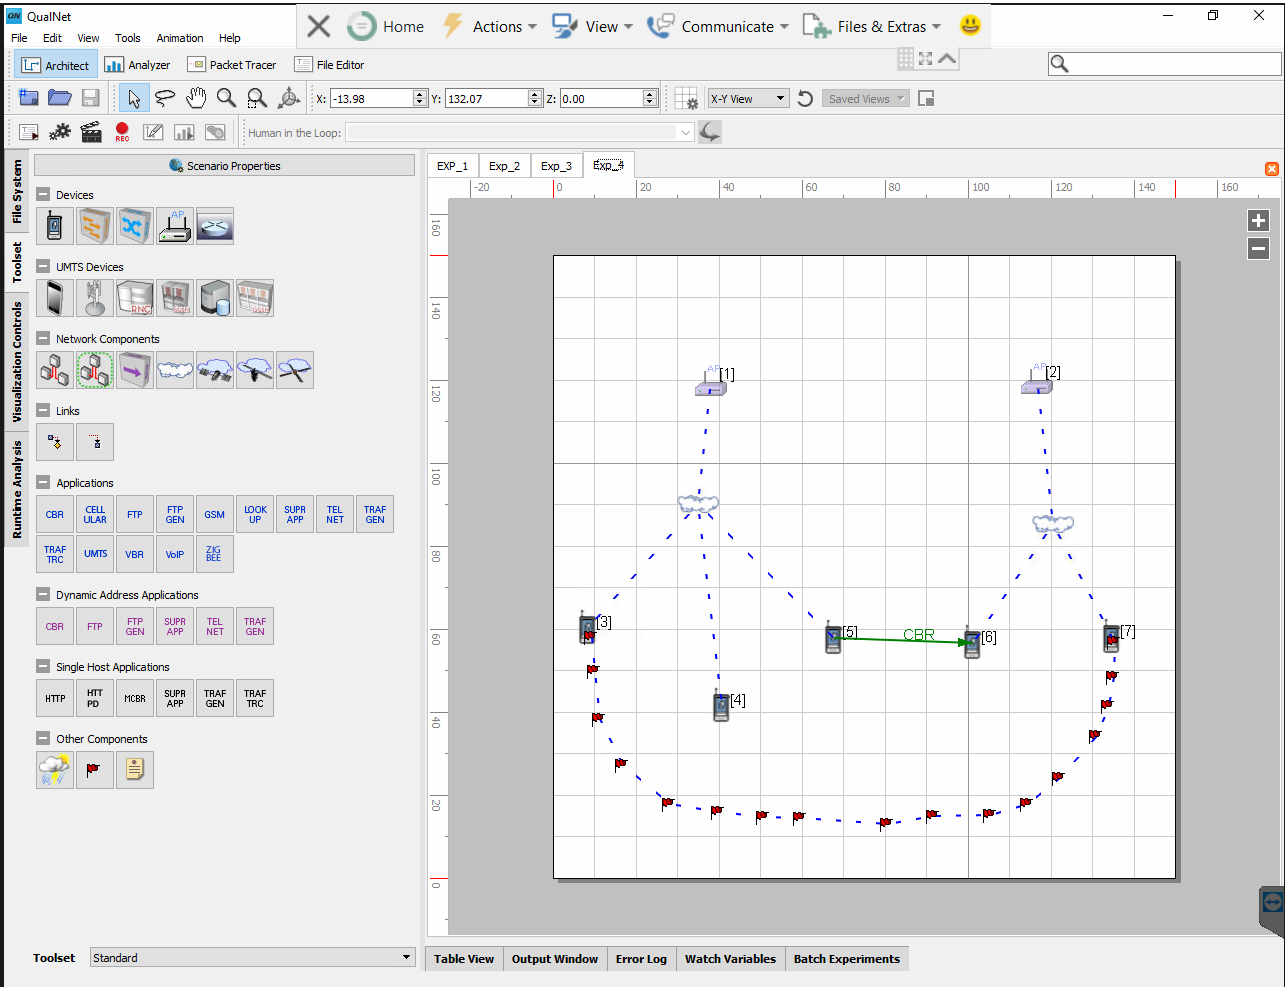 QN QualNet
Home Actions View Communicate Files & Extras
File Edit View Tools Animation Help
Architect Analyzer Packet Tracer File Editor
X: -13.98 Y: 132.07 Z: 0.00 X-Y View Saved Views
REC Human in the Loop:
File System
Toolset
Visualization Controls
Runtime Analysis
Scenario Properties
Devices
AP
UMTS Devices
RNC
Network Components
Links
Applications
CBR CELL ULAR FTP FTP GEN GSM LOOK UP SUPR APP TEL NET TRAF GEN
TRAF TRC UMTS VBR VoIP ZIG BEE
Dynamic Address Applications
CBR FTP FTP GEN SUPR APP TEL NET TRAF GEN
Single Host Applications
HTTP HTT PD MCBR SUPR APP TRAF GEN TRAF TRC
Other Components
Toolset Standard
EXP_1 Exp_2 Exp_3 Exp_4
-20 0 20 40 60 80 100 120 140 160
160
140
120
100
80
60
40
20
0
AP [1]
AP [2]
[3]
[5] CBR [6]
[7]
[4]
Table View Output Window Error Log Watch Variables Batch Experiments